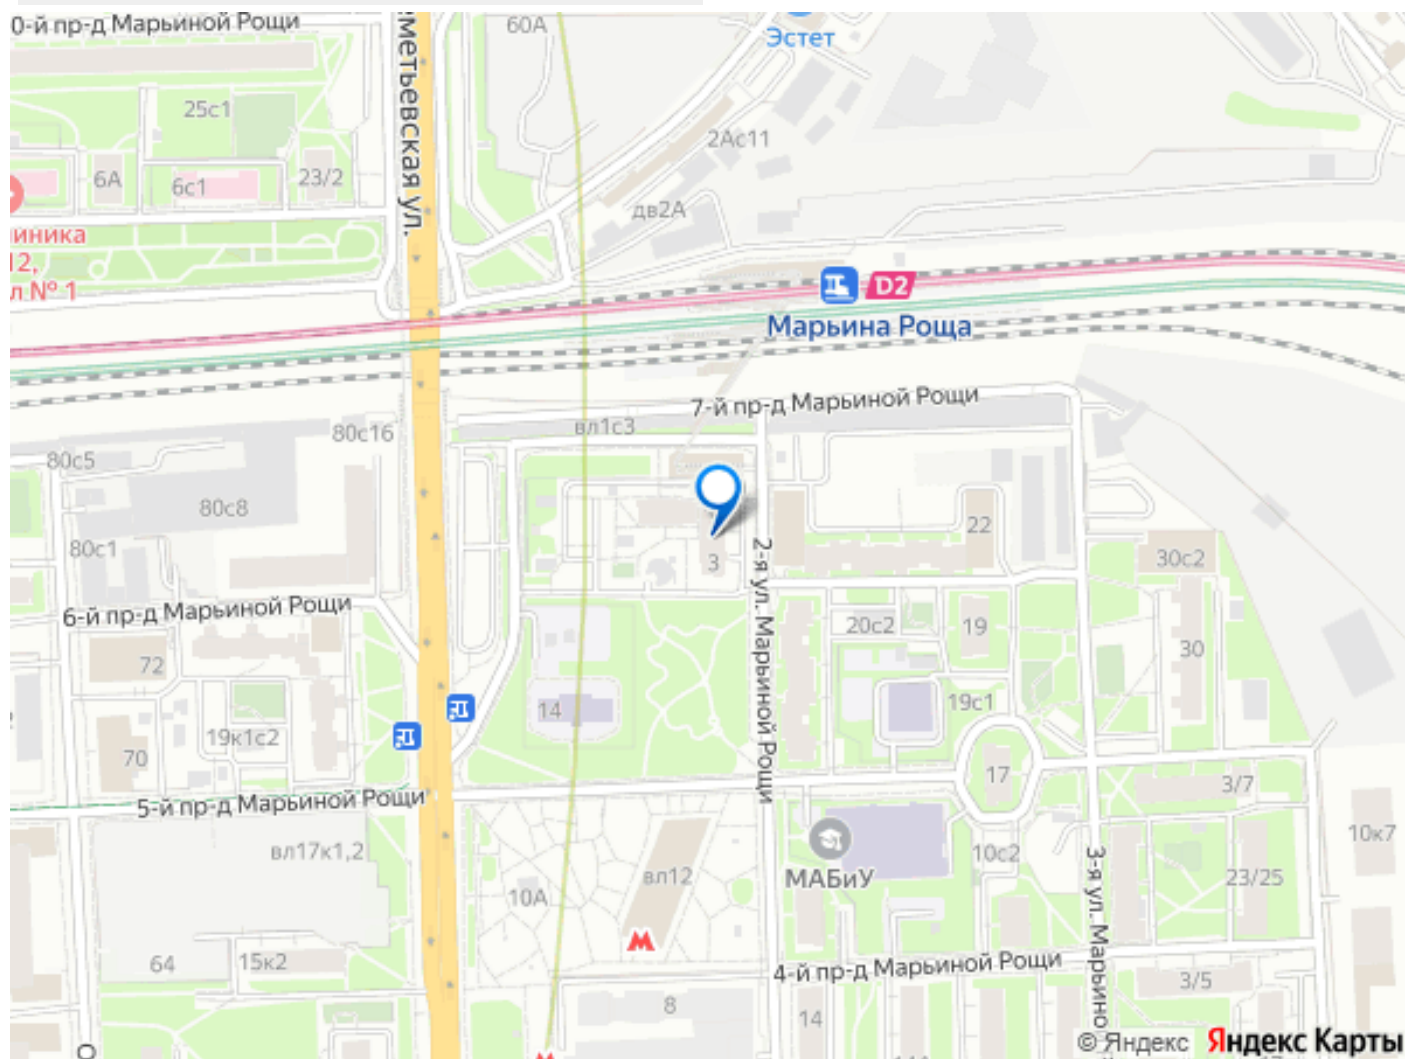 0-й пр-д Марьиной Рощи
60А
Эстет
метьевская ул.
25с1
2Ас11
6А
6с1
23/2
дв2А
иника
12,
л № 1
D2
Марьина Роща
7-й пр-д Марьиной Рощи
вл1с3
80с16
80с5
80с8
22
80с1
3
2-я ул. Марьиной Рощи
30с2
6-й пр-д Марьиной Рощи
20с2
19
30
72
19с1
14
19к1с2
70
17
3/7
5-й пр-д Марьиной Рощи
10к7
вл17к1,2
10с2
3-я ул. Марьино
вл12
МАБиУ
23/25
10А
64
15к2
4-й пр-д Марьиной Рощи
3/5
8
14
© Яндекс Яндекс Карты